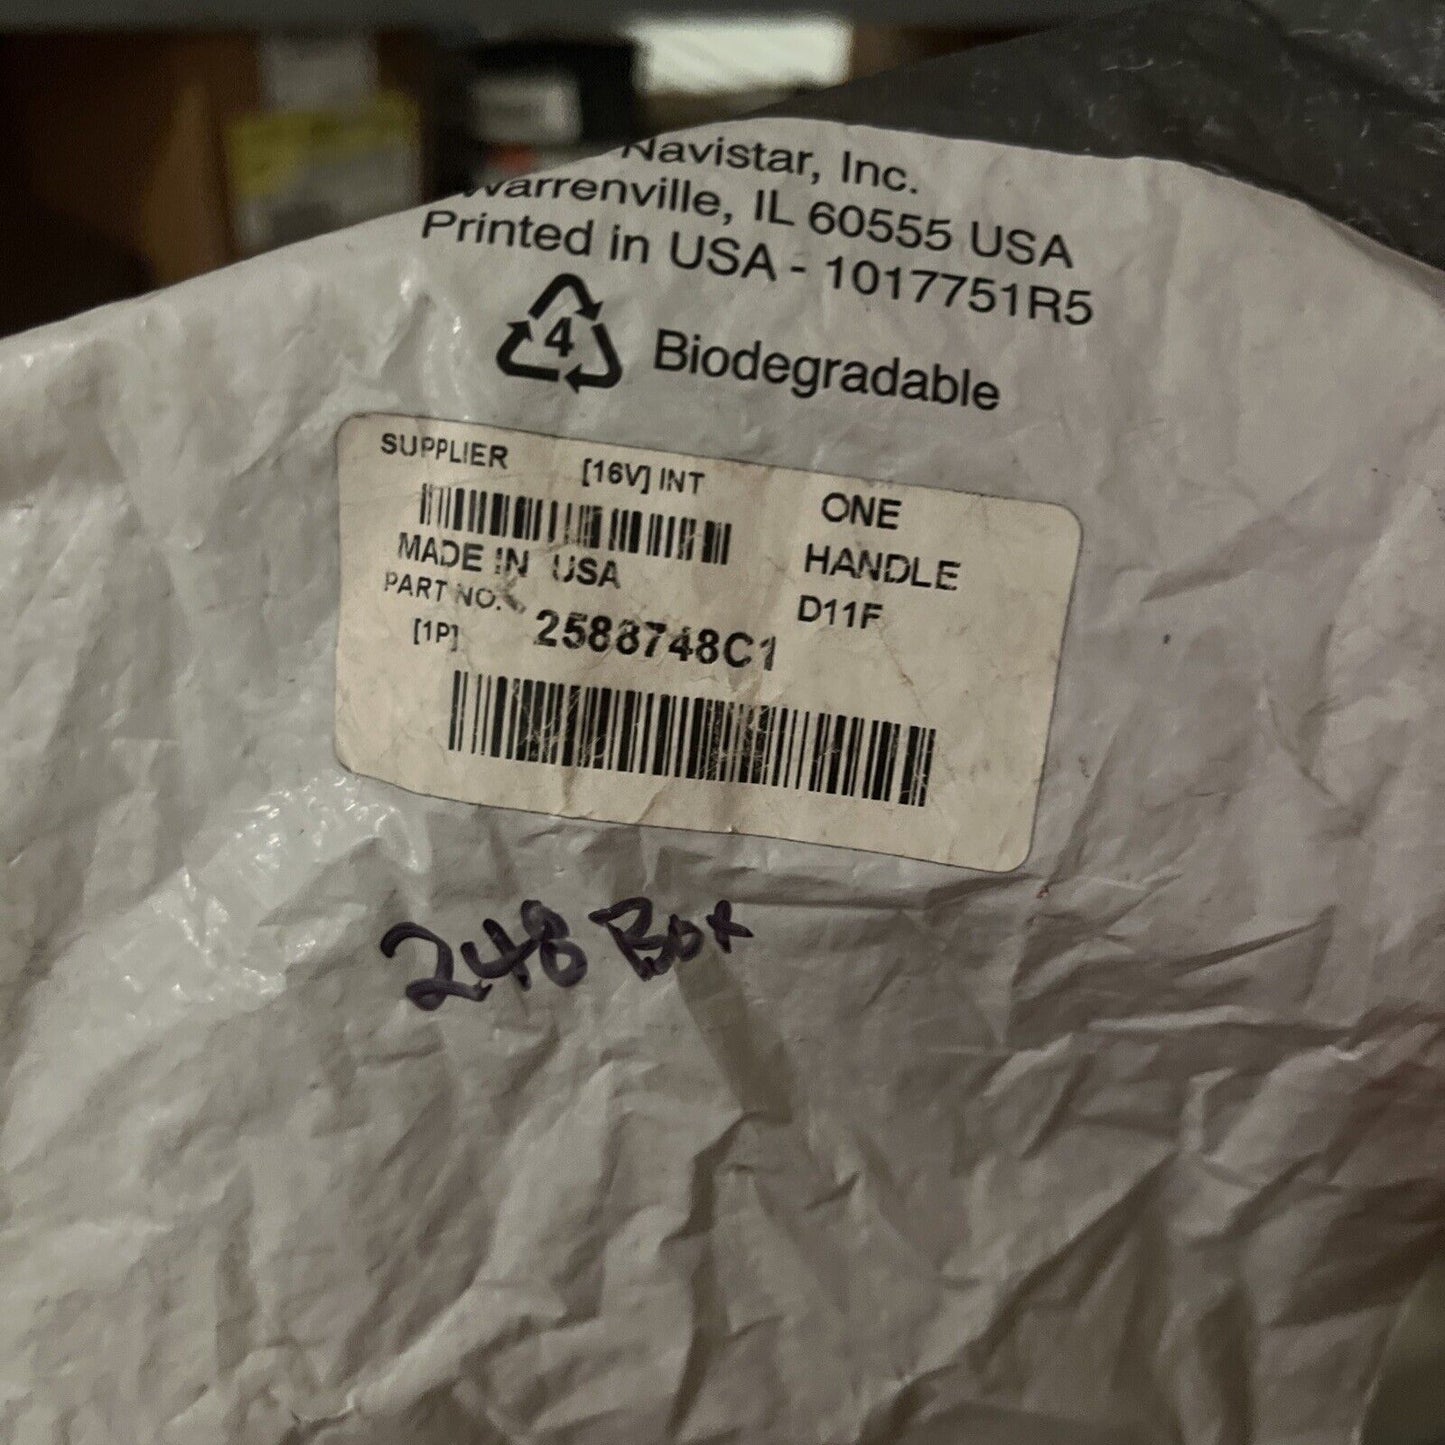 Navistar, Inc.
Warrenville, IL 60555 USA
Printed in USA - 1017751R5
4 Biodegradable
SUPPLIER [16V] INT
MADE IN USA
PART NO.
[1P] 2588748C1
ONE
HANDLE
D11F
248 Box